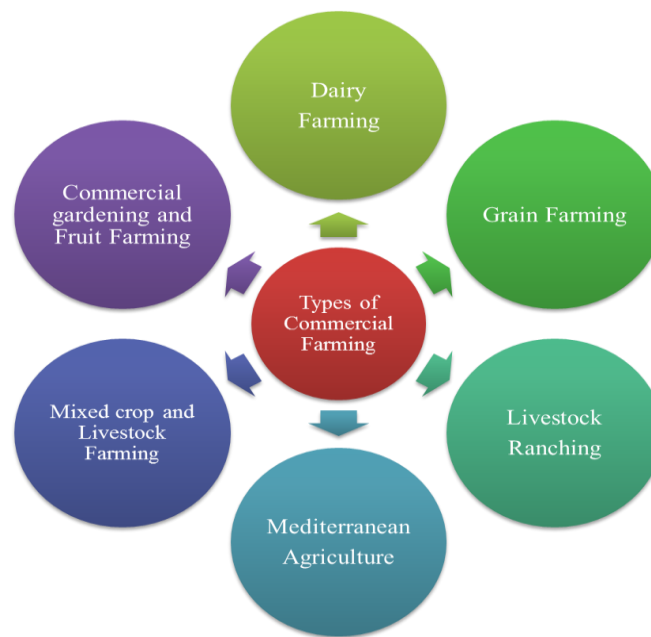 Dairy
Farming
Commercial
gardening and
Fruit Farming
Grain Farming
Types of
Commercial
Farming
Mixed crop and
Livestock
Farming
Livestock
Ranching
Mediterranean
Agriculture